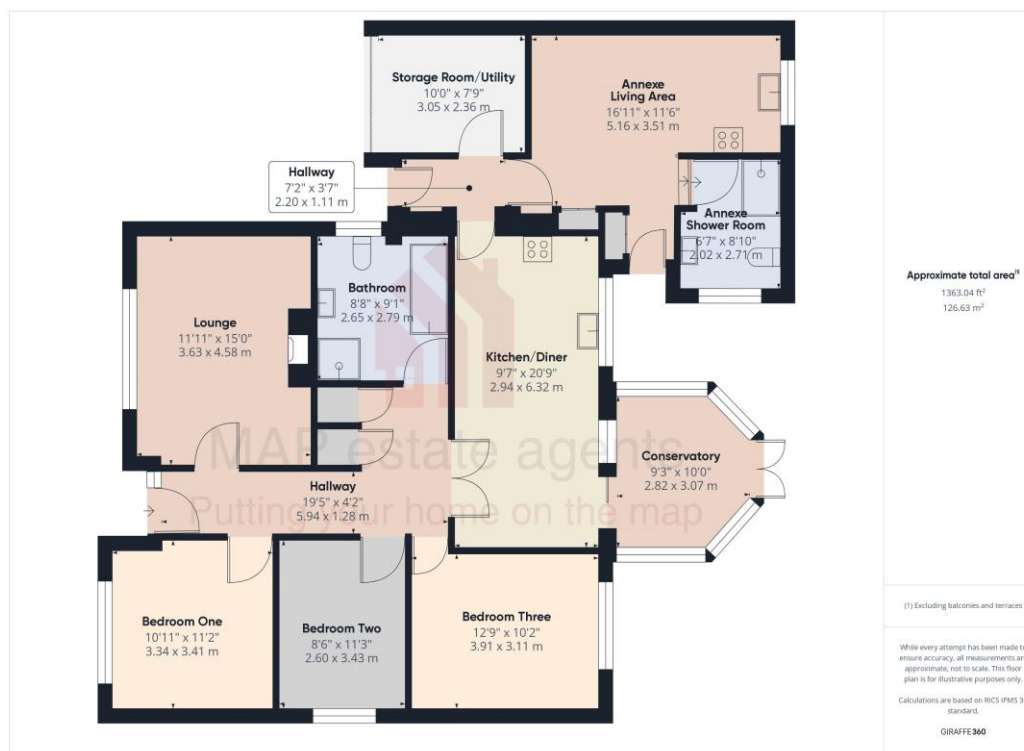 Storage Room/Utility
10'0" x 7'9"
3.05 x 2.36 m
Annexe
Living Area
16'11" x 11'6"
5.16 x 3.51 m
Hallway
7'2" x 3'7"
2.20 x 1.11 m
Annexe
Shower Room
6'7" x 8'10"
2.02 x 2.71 m
Bathroom
8'8" x 9'1"
2.65 x 2.79 m
Lounge
11'11" x 15'0"
3.63 x 4.58 m
Kitchen/Diner
9'7" x 20'9"
2.94 x 6.32 m
MAP estate agents
Putting your home on the map
Conservatory
9'3" x 10'0"
2.82 x 3.07 m
Hallway
19'5" x 4'2"
5.94 x 1.28 m
Bedroom One
10'11" x 11'2"
3.34 x 3.41 m
Bedroom Two
8'6" x 11'3"
2.60 x 3.43 m
Bedroom Three
12'9" x 10'2"
3.91 x 3.11 m
Approximate total area⁽¹⁾
1363.04 ft²
126.63 m²
(1) Excluding balconies and terraces
While every attempt has been made to
ensure accuracy, all measurements are
approximate, not to scale. This floor
plan is for illustrative purposes only.
Calculations are based on RICS IPMS 3
standard.
GIRAFFE360